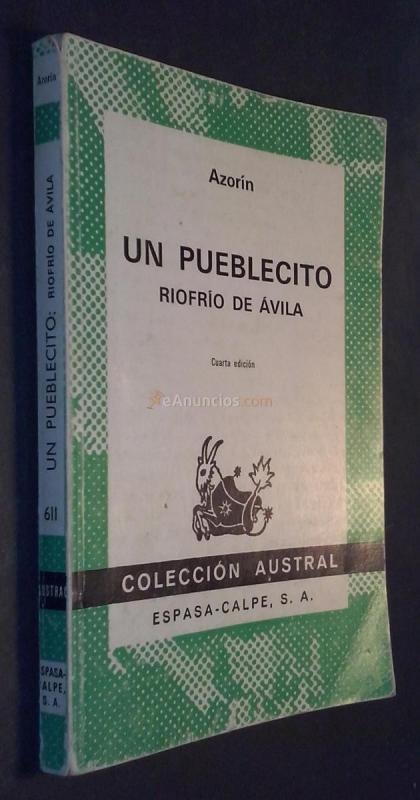 Azorín
UN PUEBLECITO: RIOFRÍO DE ÁVILA
611
AUSTRAL
ESPASA-
CALPE,
S. A.
Azorín
UN PUEBLECITO
RIOFRÍO DE ÁVILA
Cuarta edición
eAnuncios.com
COLECCIÓN AUSTRAL
ESPASA-CALPE, S. A.